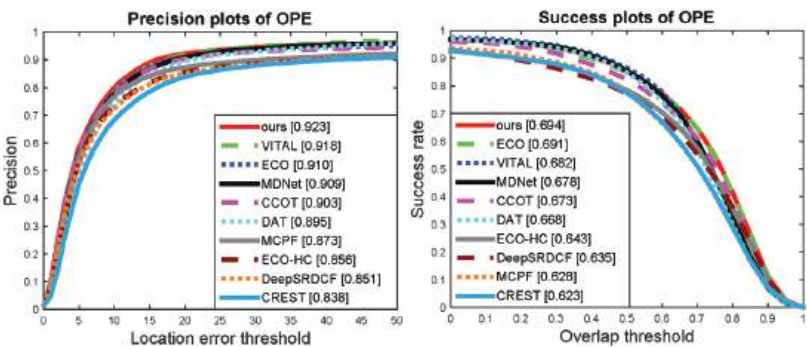 Precision plots of OPE
1
0.9
0.8
0.7
0.6
0.5
0.4
0.3
0.2
0.1
0
Precision
ours [0.923]
VITAL [0.918]
ECO [0.910]
MDNet [0.909]
CCOT [0.903]
DAT [0.895]
MCPF [0.873]
ECO-HC [0.856]
DeepSRDCF [0.851]
CREST [0.838]
0 5 10 15 20 25 30 35 40 45 50
Location error threshold
Success plots of OPE
1
0.9
0.8
0.7
0.6
0.5
0.4
0.3
0.2
0.1
0
Success rate
ours [0.694]
ECO [0.691]
VITAL [0.682]
MDNet [0.678]
CCOT [0.673]
DAT [0.668]
ECO-HC [0.643]
DeepSRDCF [0.635]
MCPF [0.628]
CREST [0.623]
0 0.1 0.2 0.3 0.4 0.5 0.6 0.7 0.8 0.9 1
Overlap threshold